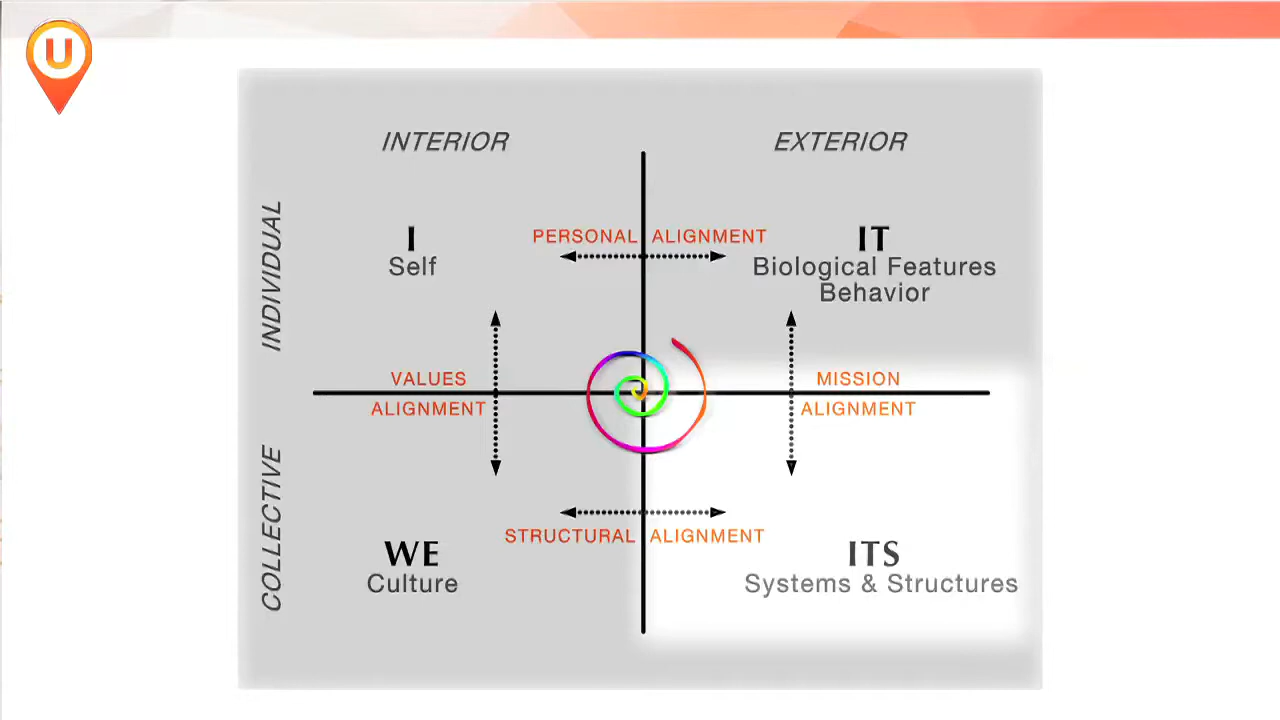 U
INTERIOR
EXTERIOR
INDIVIDUAL
I
Self
PERSONAL ALIGNMENT
IT
Biological Features
Behavior
VALUES
ALIGNMENT
MISSION
ALIGNMENT
COLLECTIVE
WE
Culture
STRUCTURAL ALIGNMENT
ITS
Systems & Structures